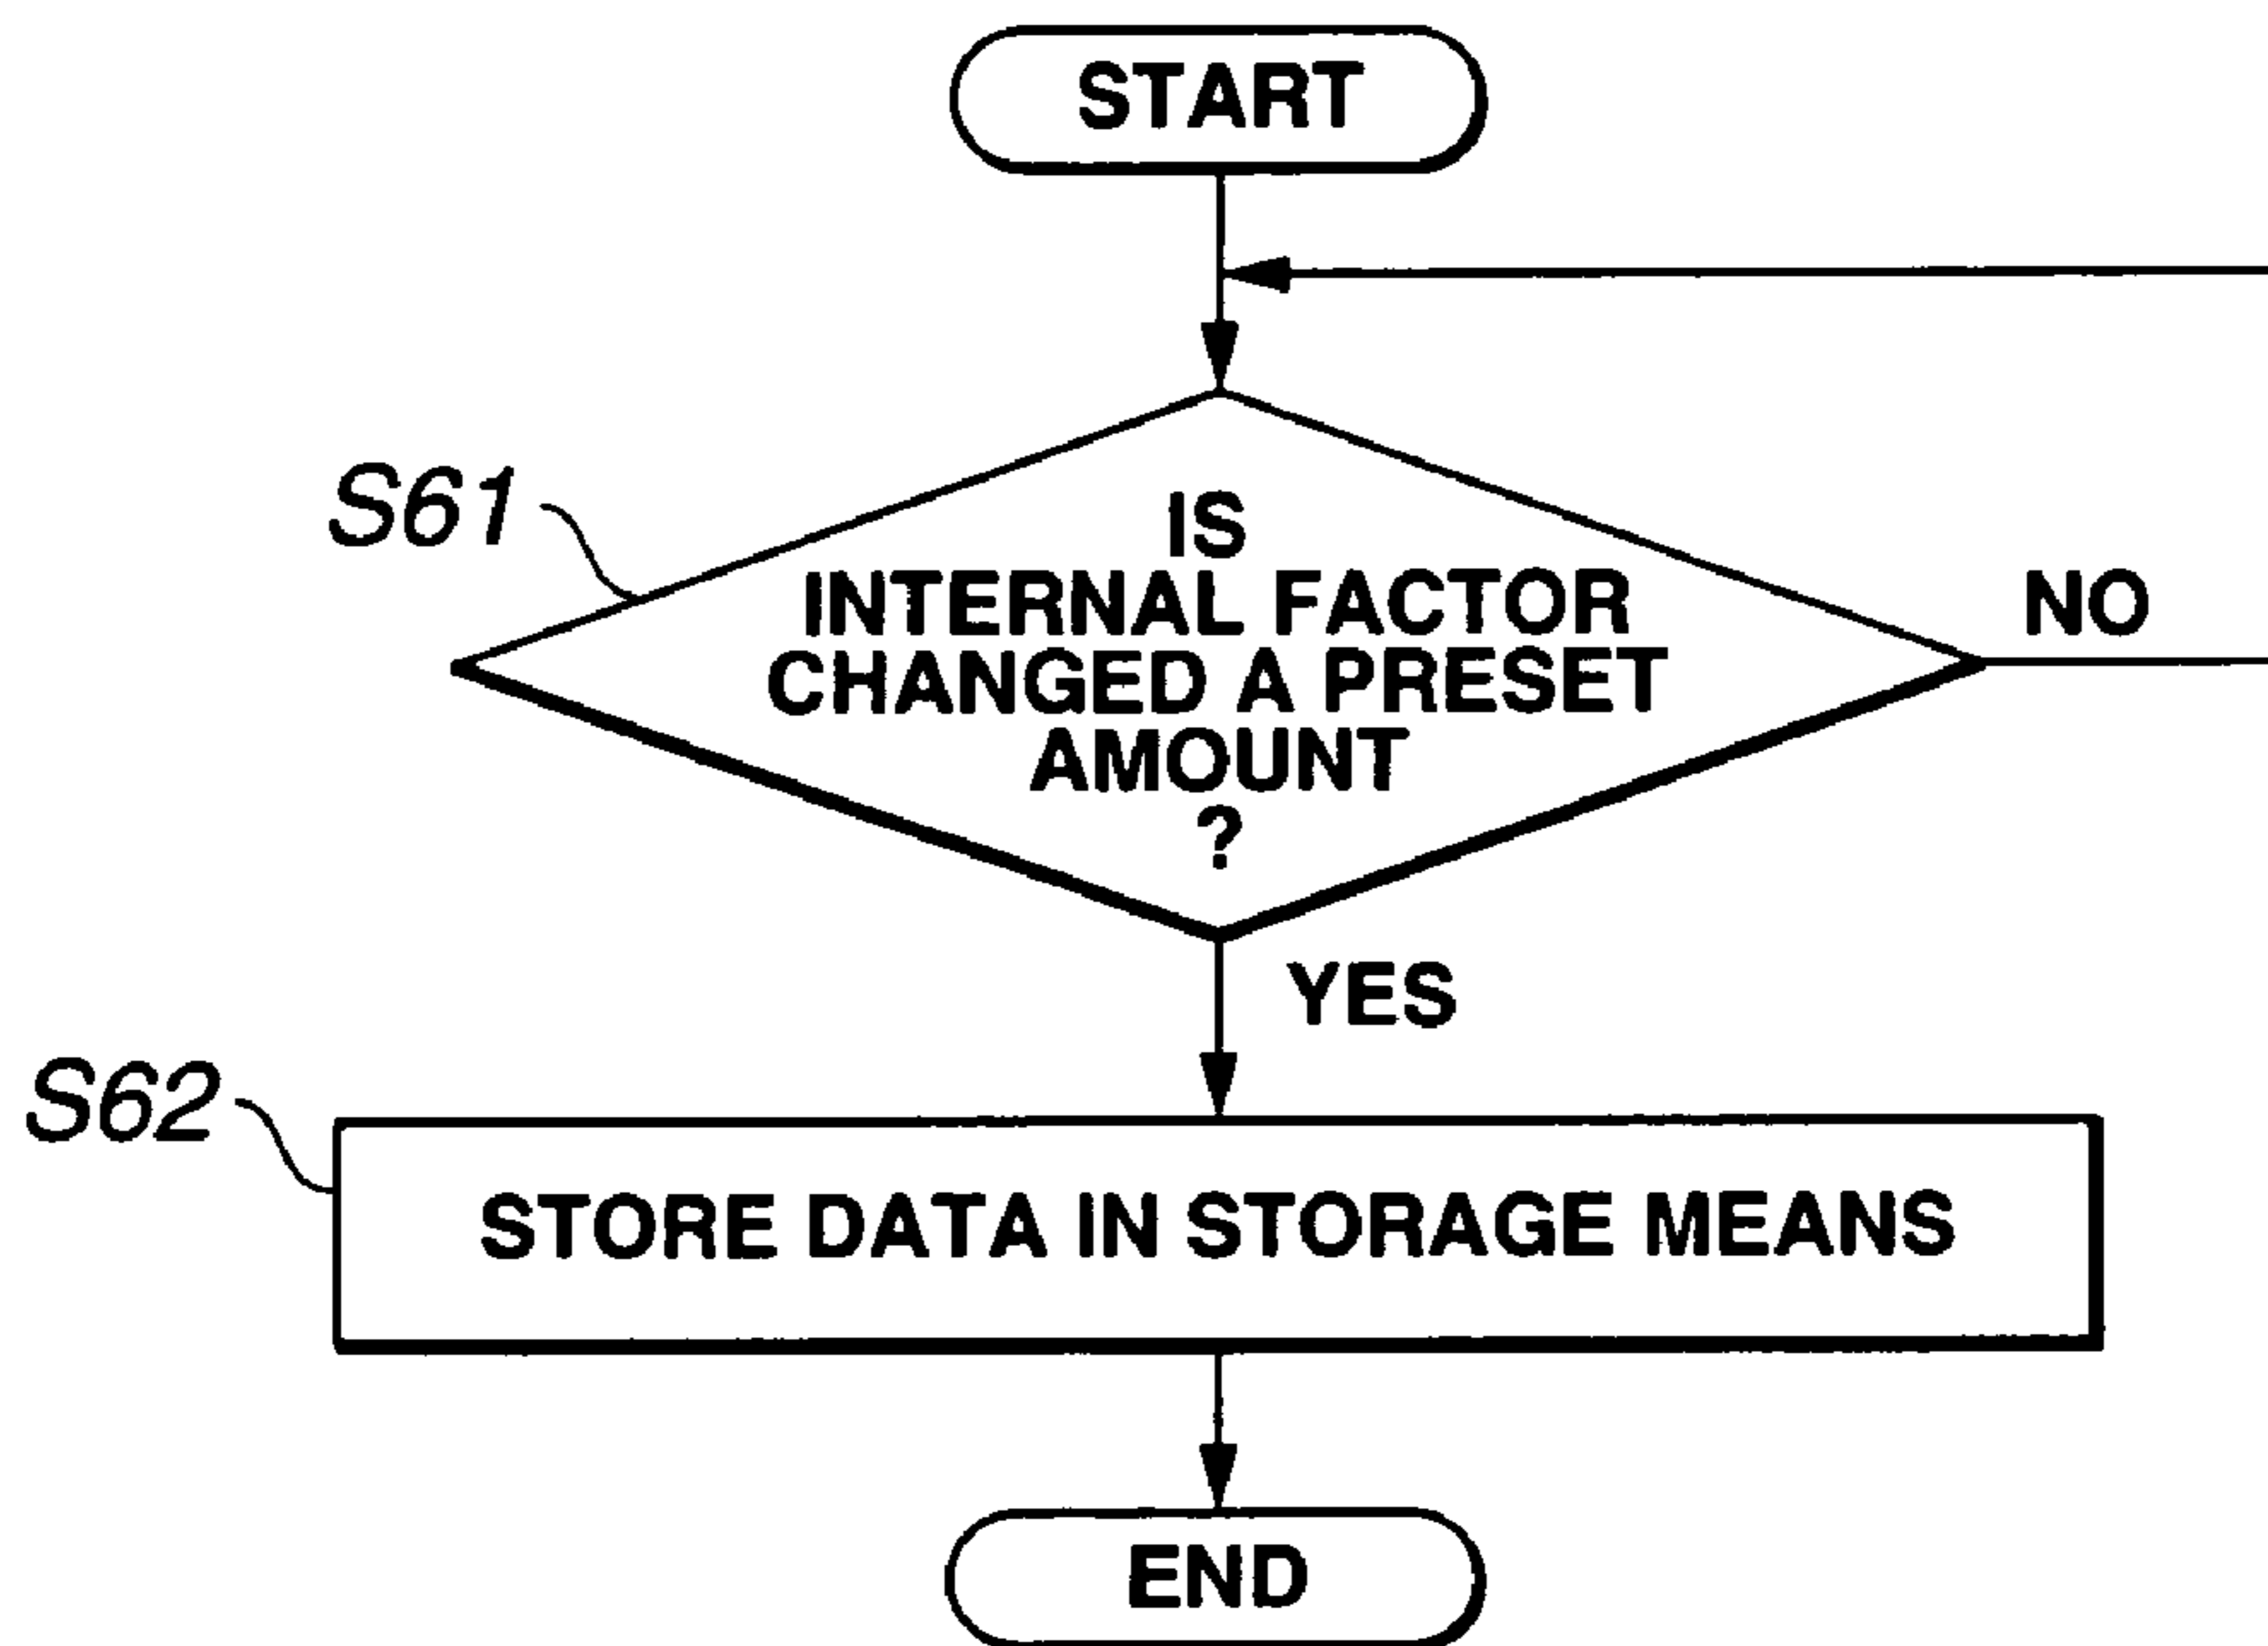 START
S61
IS
INTERNAL FACTOR
CHANGED A PRESET
AMOUNT
?
NO
YES
S62
STORE DATA IN STORAGE MEANS
END